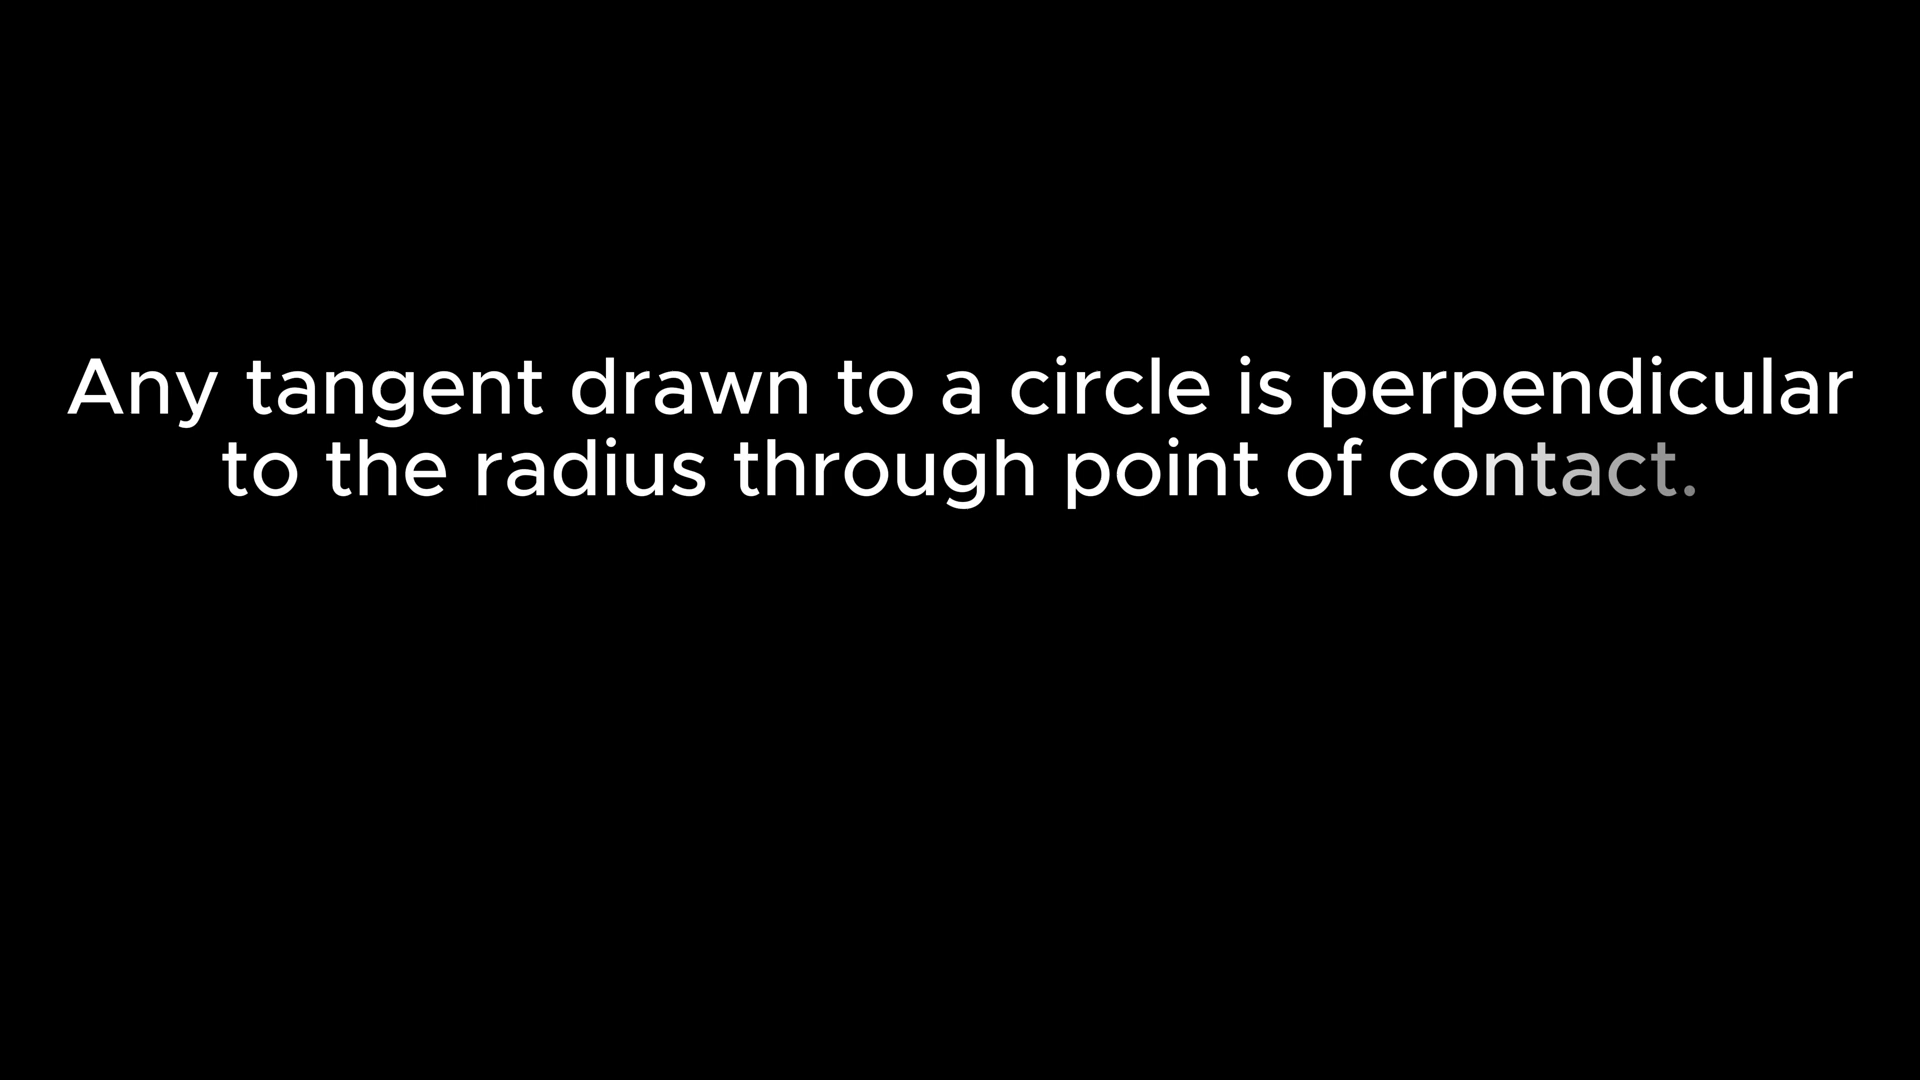 Any tangent drawn to a circle is perpendicular
to the radius through point of contact.